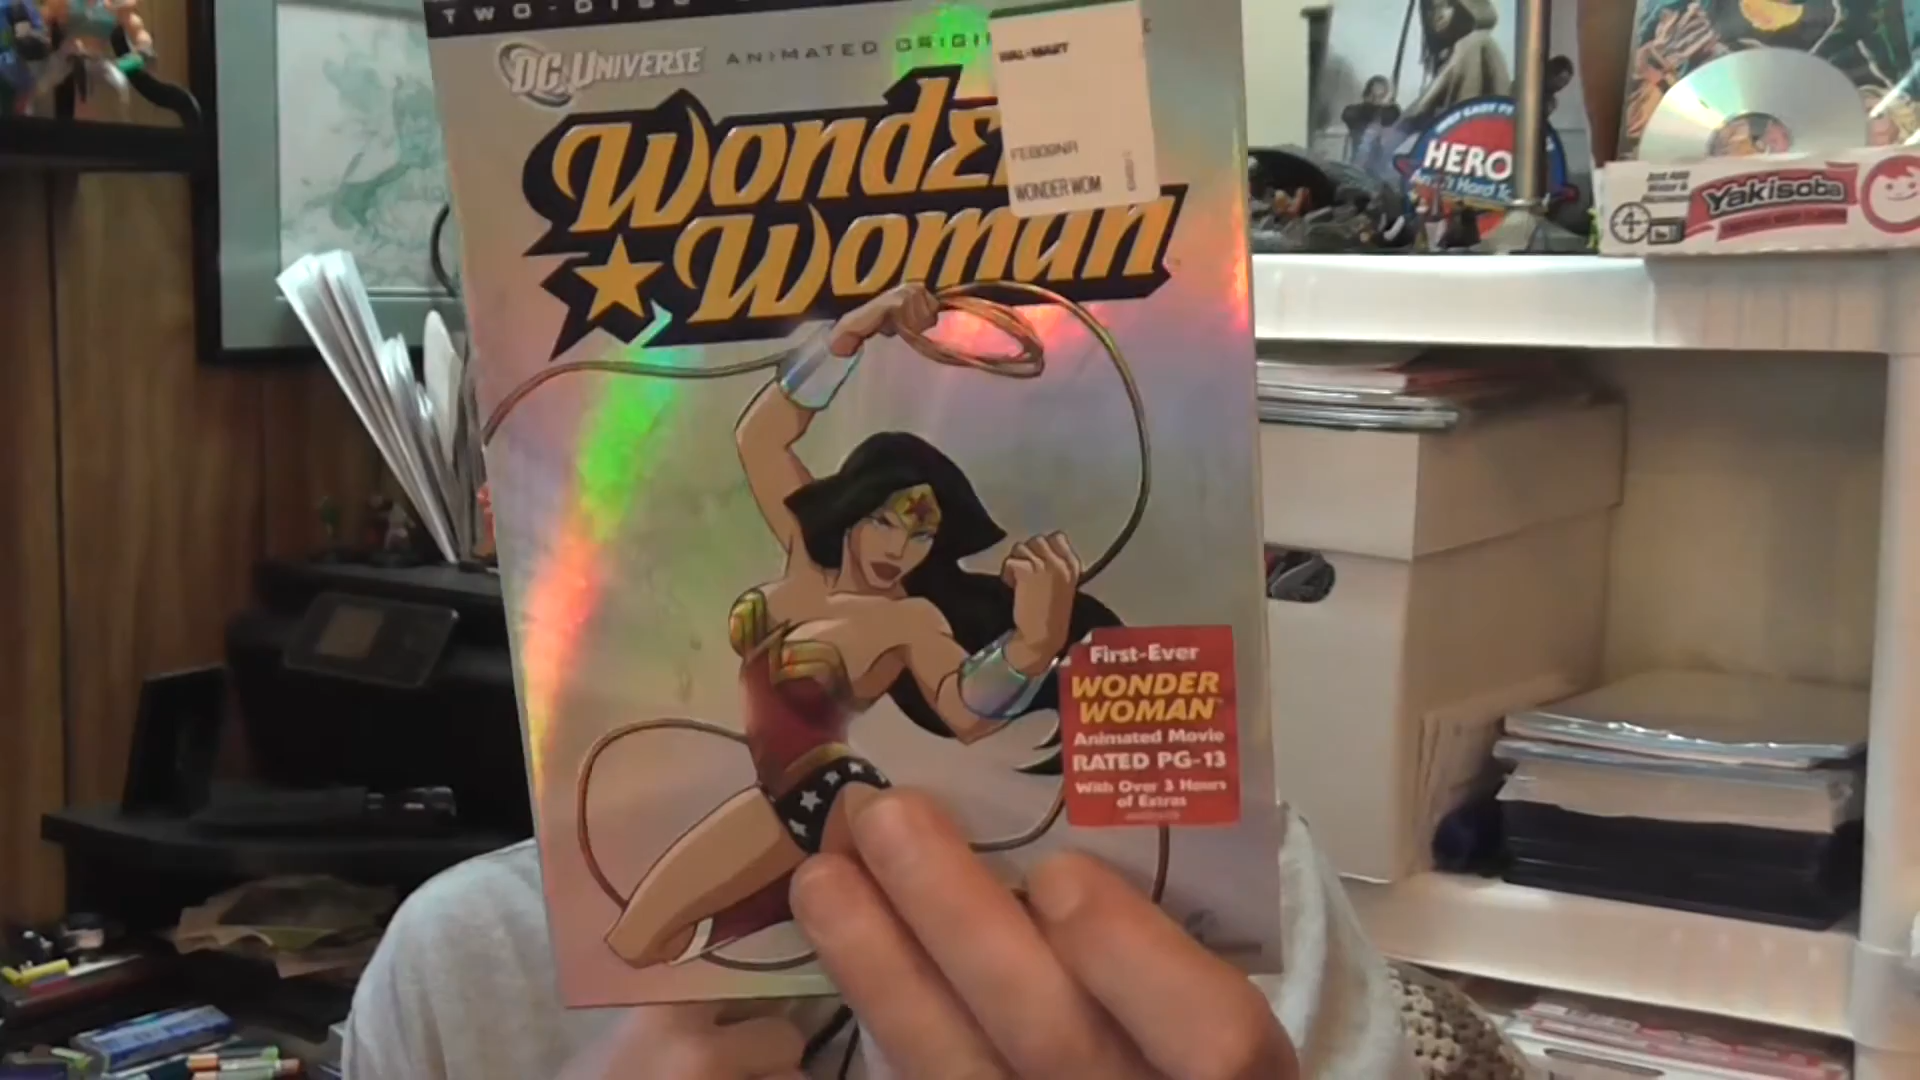 TWO-DISC
DC UNIVERSE ANIMATED ORIGIN
WAL-MART
WONDER WOM
Wonde
Woman
First-Ever
WONDER
WOMAN
Animated Movie
RATED PG-13
With Over 3 Hours
of Extras
HERO
Yakisoba